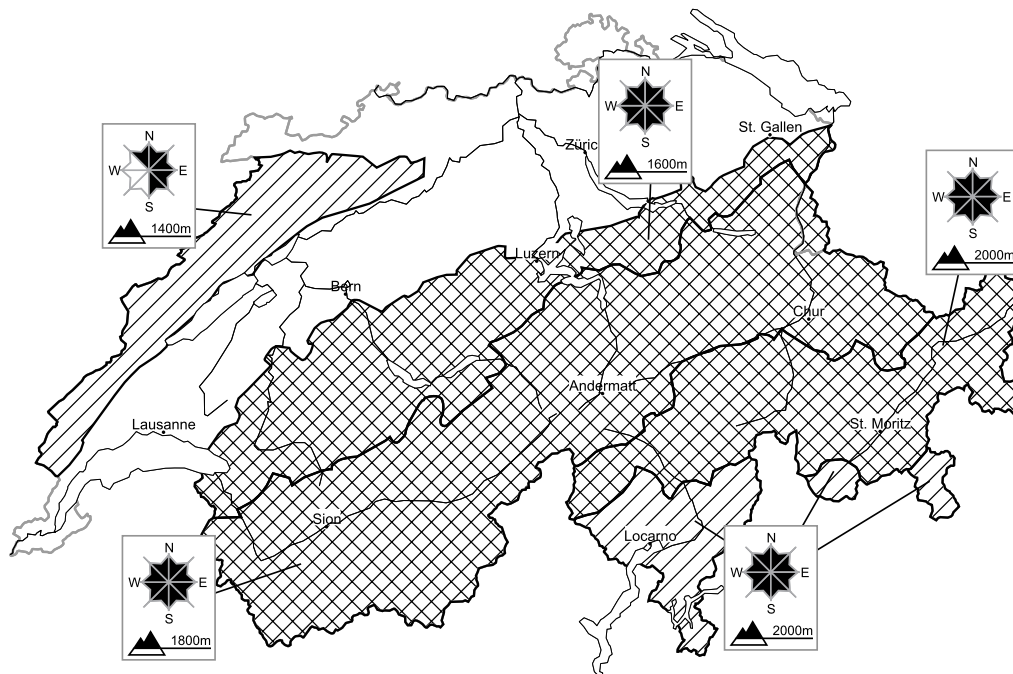 N
W E
S
1600m
St. Gallen
Züric
N
W E
S
1400m
N
W E
S
2000m
Luzern
Bern
Chur
Andermatt
Lausanne
St. Moritz
Sion
Locarno
N
W E
S
1800m
N
W E
S
2000m